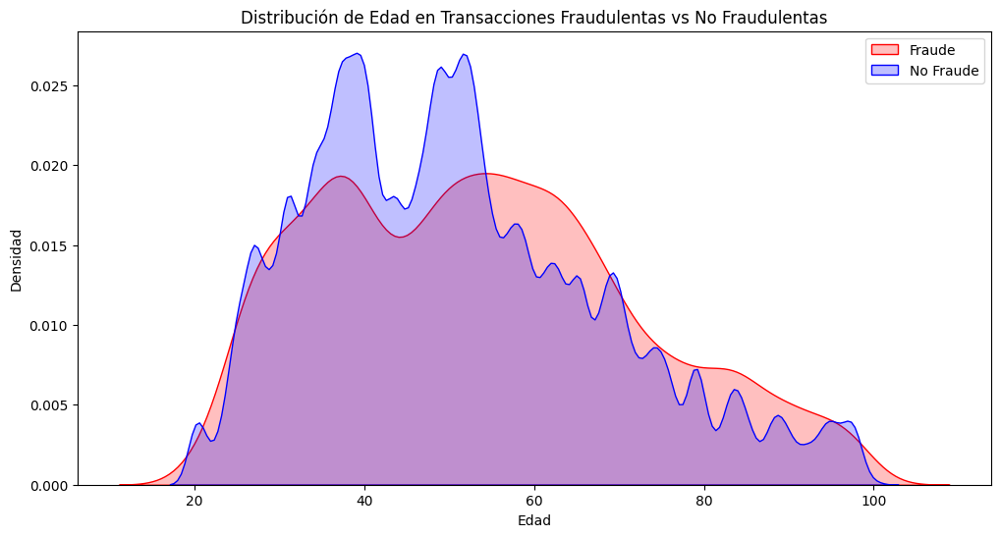 Distribución de Edad en Transacciones Fraudulentas vs No Fraudulentas
Fraude
No Fraude
Densidad
0.025
0.020
0.015
0.010
0.005
0.000
20 40 60 80 100
Edad